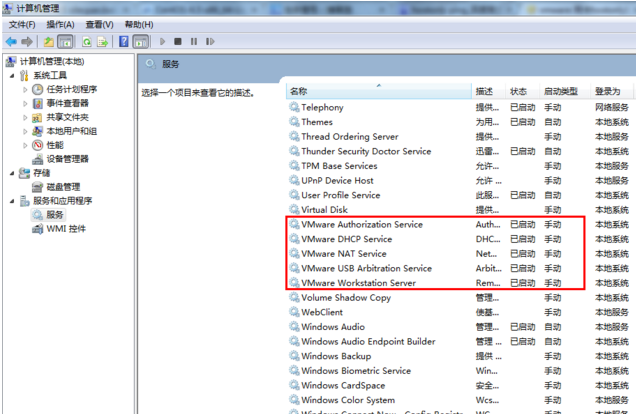 计算机管理
文件(F) 操作(A) 查看(V) 帮助(H)
计算机管理(本地)
系统工具
任务计划程序
事件查看器
共享文件夹
本地用户和组
性能
设备管理器
存储
磁盘管理
服务和应用程序
服务
WMI 控件
服务
选择一个项目来查看它的描述。
名称 描述 状态 启动类型 登录为
Telephony 提供... 已启动 手动 网络服务
Themes 为用... 已启动 自动 本地系统
Thread Ordering Server 提供... 手动 本地服务
Thunder Security Doctor Service 迅雷... 已启动 自动 本地系统
TPM Base Services 允许... 手动 本地服务
UPnP Device Host 允许 ... 手动 本地服务
User Profile Service 此服... 已启动 自动 本地系统
Virtual Disk 提供... 手动 本地系统
VMware Authorization Service Auth... 已启动 手动 本地系统
VMware DHCP Service DHC... 已启动 手动 本地系统
VMware NAT Service Net... 已启动 手动 本地系统
VMware USB Arbitration Service Arbit... 已启动 手动 本地系统
VMware Workstation Server Rem... 已启动 手动 本地系统
Volume Shadow Copy 管理... 手动 本地系统
WebClient 使基... 手动 本地服务
Windows Audio 管理... 已启动 自动 本地服务
Windows Audio Endpoint Builder 管理 ... 已启动 自动 本地系统
Windows Backup 提供 ... 手动 本地系统
Windows Biometric Service Win... 手动 本地系统
Windows CardSpace 安全... 手动 本地系统
Windows Color System Wcs... 手动 本地服务